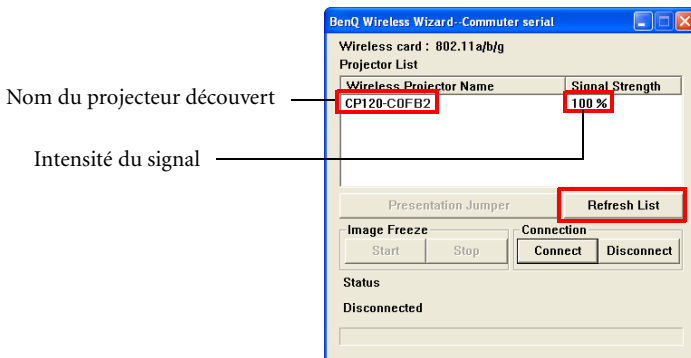 BenQ Wireless Wizard--Commuter serial
Wireless card : 802.11a/b/g
Projector List
Wireless Projector Name Signal Strength
Nom du projecteur découvert
CP120-C0FB2 100 %
Intensité du signal
Presentation Jumper Refresh List
Image Freeze Connection
Start Stop Connect Disconnect
Status
Disconnected